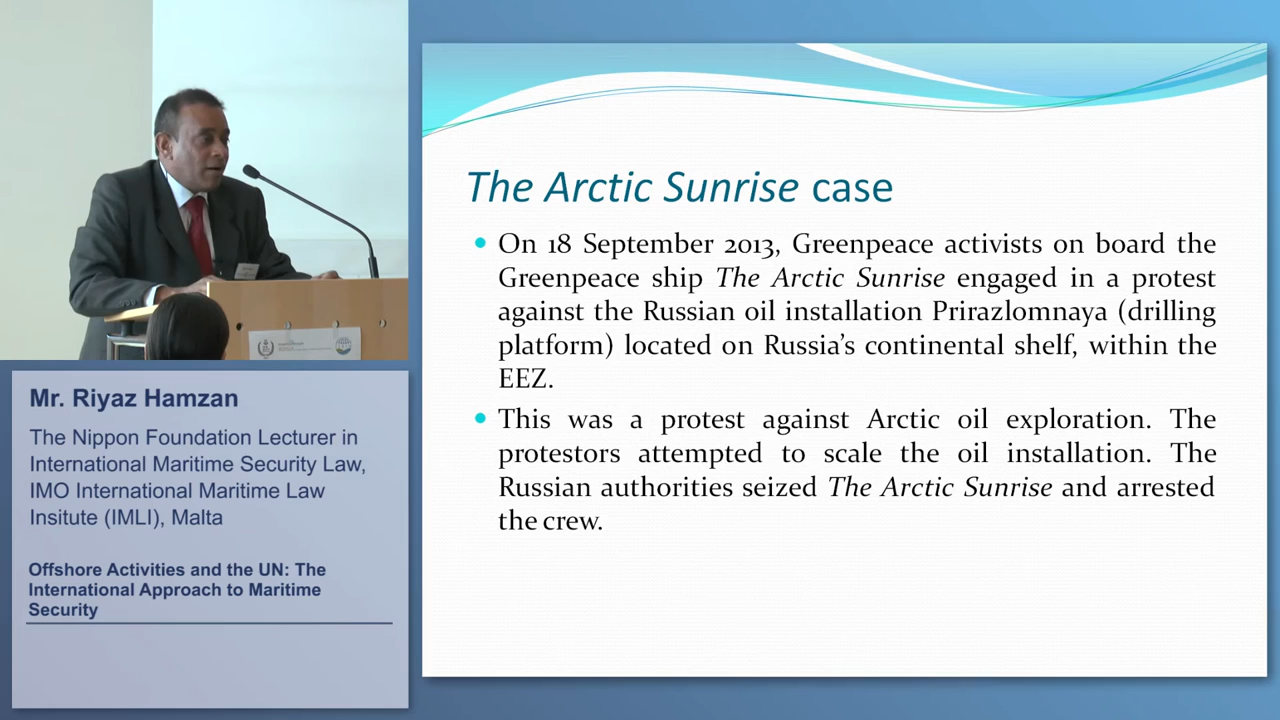 The Arctic Sunrise case
On 18 September 2013, Greenpeace activists on board the
Greenpeace ship The Arctic Sunrise engaged in a protest
against the Russian oil installation Prirazlomnaya (drilling
platform) located on Russia's continental shelf, within the
EEZ.
This was a protest against Arctic oil exploration. The
protestors attempted to scale the oil installation. The
Russian authorities seized The Arctic Sunrise and arrested
the crew.
Mr. Riyaz Hamzan
The Nippon Foundation Lecturer in
International Maritime Security Law,
IMO International Maritime Law
Insitute (IMLI), Malta
Offshore Activities and the UN: The
International Approach to Maritime
Security